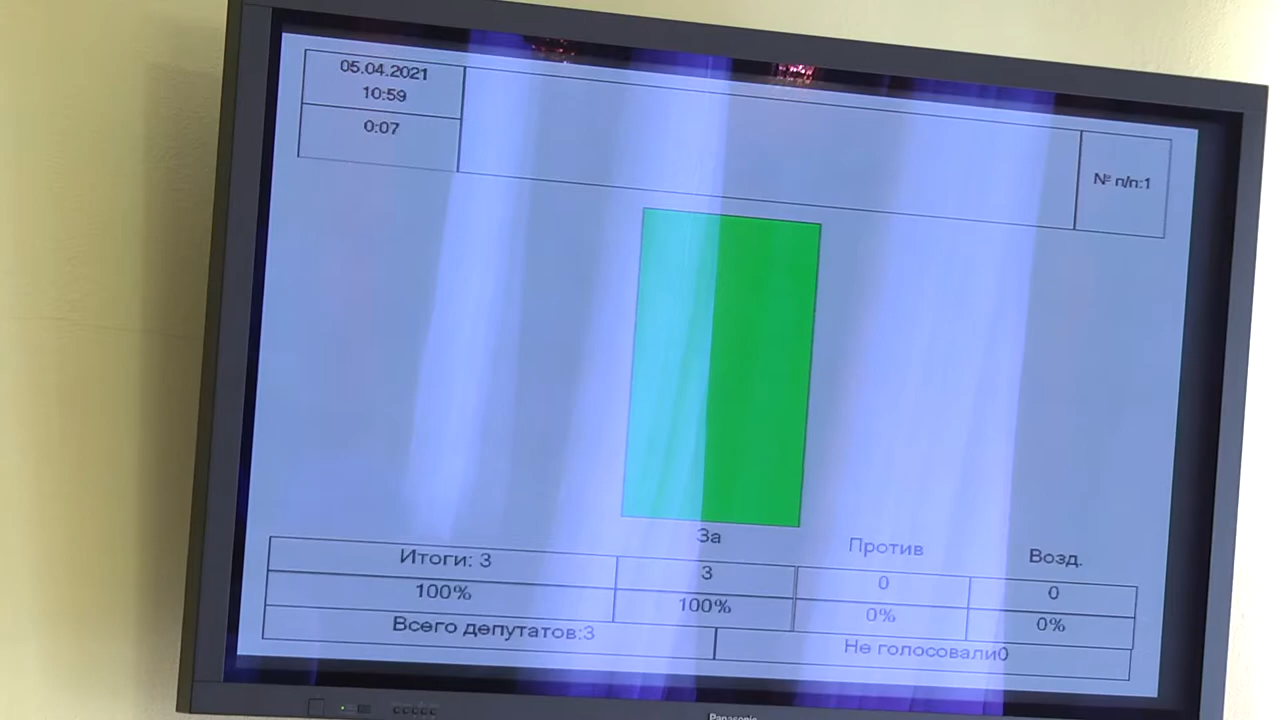 05.04.2021
10:59
0:07
№ п/п:1
За
Против
Возд.
Итоги: 3
3
0
0
100%
100%
0%
0%
Всего депутатов:3
Не голосовали0
Panasonic